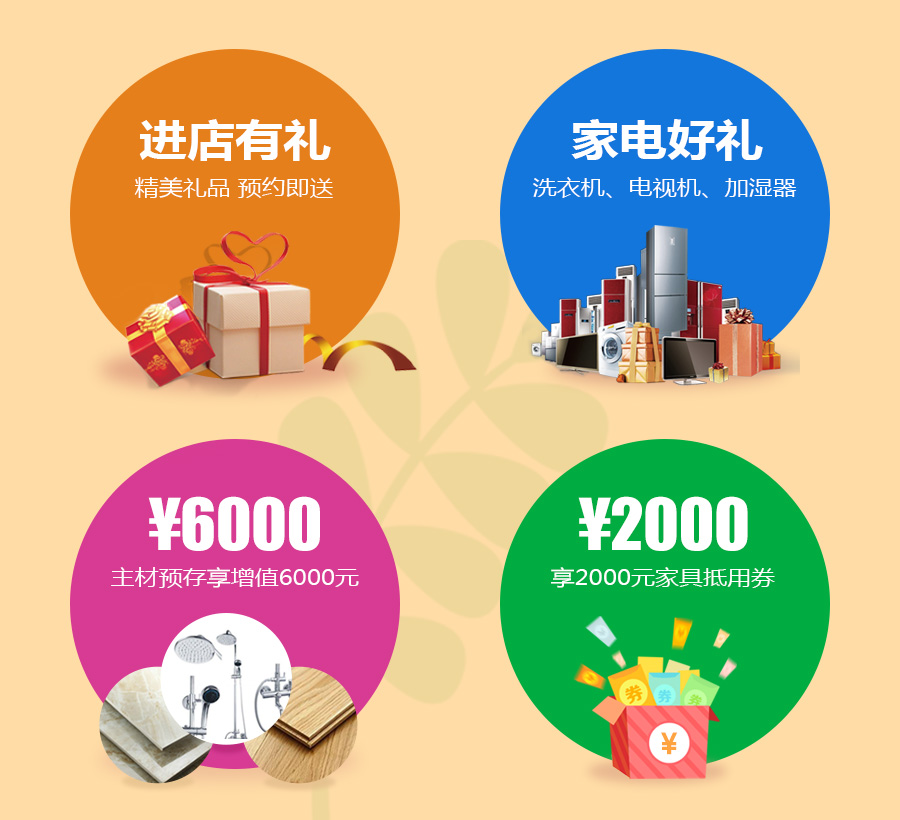 进店有礼
精美礼品 预约即送
家电好礼
洗衣机、电视机、加湿器
¥6000
主材预存享增值6000元
¥2000
享2000元家具抵用券
券
券
券
¥